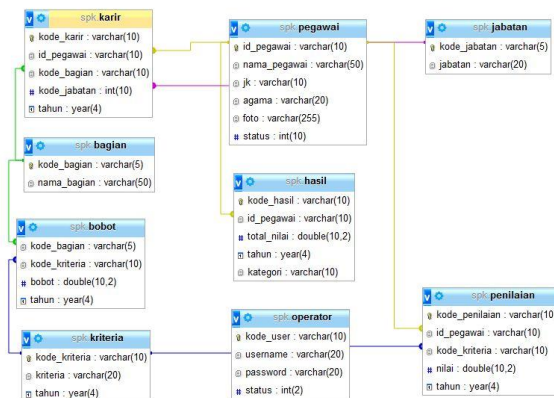 spk.karir
kode_karir : varchar(10)
id_pegawai : varchar(10)
kode_bagian : varchar(10)
kode_jabatan : int(10)
tahun : year(4)
spk.pegawai
id_pegawai : varchar(10)
nama_pegawai : varchar(50)
jk : varchar(10)
agama : varchar(20)
foto : varchar(255)
status : int(10)
spk.jabatan
kode_jabatan : varchar(5)
jabatan : varchar(20)
spk.bagian
kode_bagian : varchar(5)
nama_bagian : varchar(50)
spk.hasil
kode_hasil : varchar(10)
id_pegawai : varchar(10)
total_nilai : double(10,2)
tahun : year(4)
kategori : varchar(10)
spk.bobot
kode_bagian : varchar(5)
kode_kriteria : varchar(10)
bobot : double(10,2)
tahun : year(4)
spk.kriteria
kode_kriteria : varchar(10)
kriteria : varchar(20)
tahun : year(4)
spk.operator
kode_user : varchar(10)
username : varchar(20)
password : varchar(20)
status : int(2)
spk.penilaian
kode_penilaian : varchar(10
id_pegawai : varchar(10)
kode_kriteria : varchar(10)
nilai : double(10,2)
tahun : year(4)